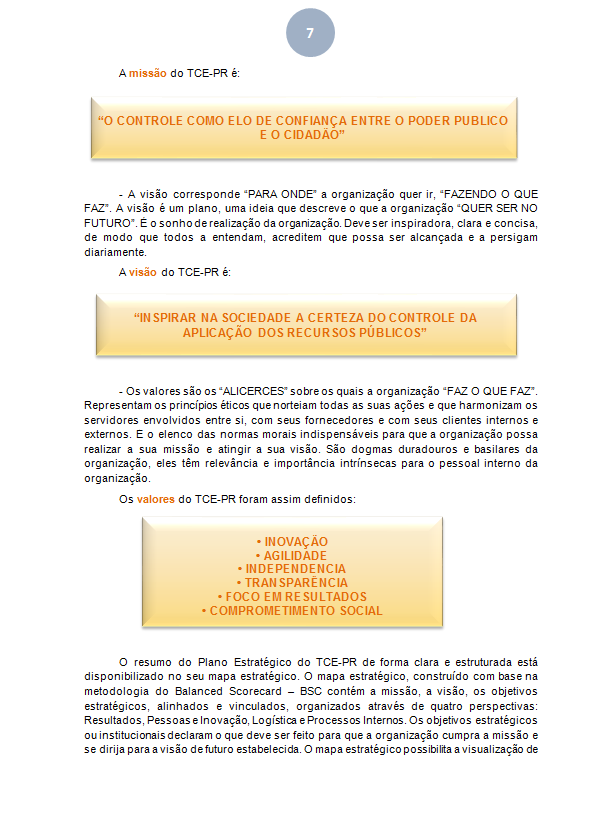 7
A missão do TCE-PR é:
“O CONTROLE COMO ELO DE CONFIANÇA ENTRE O PODER PUBLICO
E O CIDADÃO”
- A visão corresponde “PARA ONDE” a organização quer ir, “FAZENDO O QUE
FAZ”. A visão é um plano, uma ideia que descreve o que a organização “QUER SER NO
FUTURO”. É o sonho de realização da organização. Deve ser inspiradora, clara e concisa,
de modo que todos a entendam, acreditem que possa ser alcançada e a persigam
diariamente.
A visão do TCE-PR é:
“INSPIRAR NA SOCIEDADE A CERTEZA DO CONTROLE DA
APLICAÇÃO DOS RECURSOS PÚBLICOS”
- Os valores são os “ALICERCES” sobre os quais a organização “FAZ O QUE FAZ”.
Representam os princípios éticos que norteiam todas as suas ações e que harmonizam os
servidores envolvidos entre si, com seus fornecedores e com seus clientes internos e
externos. E o elenco das normas morais indispensáveis para que a organização possa
realizar a sua missão e atingir a sua visão. São dogmas duradouros e basilares da
organização, eles têm relevância e importância intrínsecas para o pessoal interno da
organização.
Os valores do TCE-PR foram assim definidos:
• INOVAÇÃO
• AGILIDADE
• INDEPENDENCIA
• TRANSPARÊNCIA
• FOCO EM RESULTADOS
• COMPROMETIMENTO SOCIAL
O resumo do Plano Estratégico do TCE-PR de forma clara e estruturada está
disponibilizado no seu mapa estratégico. O mapa estratégico, construído com base na
metodologia do Balanced Scorecard – BSC contém a missão, a visão, os objetivos
estratégicos, alinhados e vinculados, organizados através de quatro perspectivas:
Resultados, Pessoas e Inovação, Logística e Processos Internos. Os objetivos estratégicos
ou institucionais declaram o que deve ser feito para que a organização cumpra a missão e
se dirija para a visão de futuro estabelecida. O mapa estratégico possibilita a visualização de